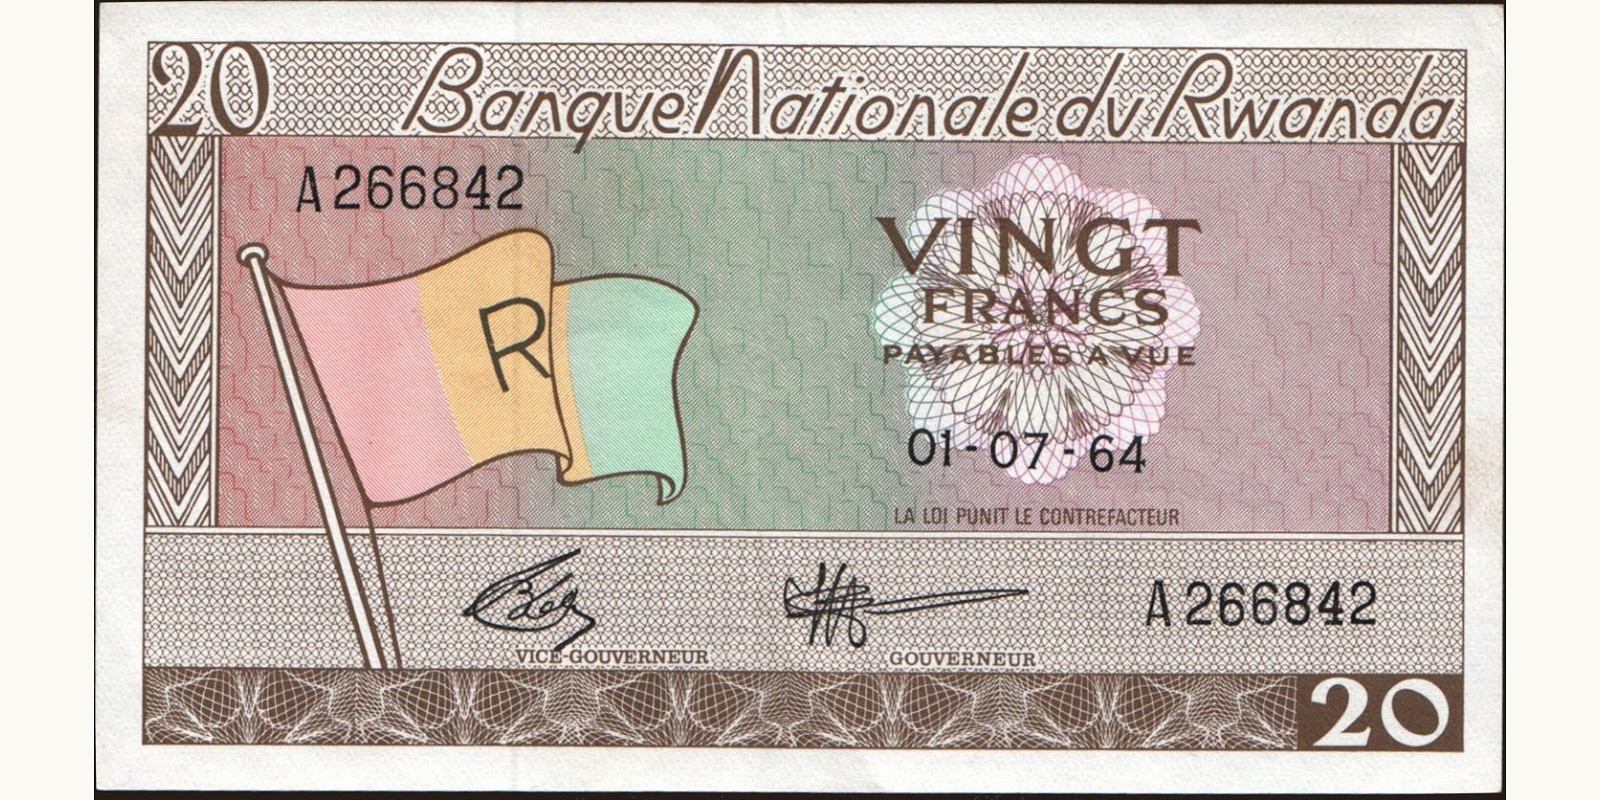 20 Banque Nationale du Rwanda
A266842
R
VINGT
FRANCS
PAYABLES A VUE
01-07-64
LA LOI PUNIT LE CONTREFACTEUR
A266842
VICE-GOUVERNEUR GOUVERNEUR
20